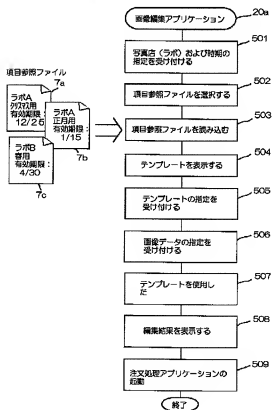 画像編集アプリケーション
20a
501
写真店（ラボ）および時期の
指定を受け付ける
502
項目参照ファイルを選択する
項目参照ファイル
7a
ラボA
クリスマス用
有効期限：
12/25
ラボA
正月用
有効期限：
1/15
7b
ラボB
春用
有効期限：
4/30
7c
503
項目参照ファイルを読み込む
504
テンプレートを表示する
505
テンプレートの指定を
受け付ける
506
画像データの指定を
受け付ける
507
テンプレートを使用し
た
508
編集結果を表示する
509
注文処理アプリケーションの
起動
終了